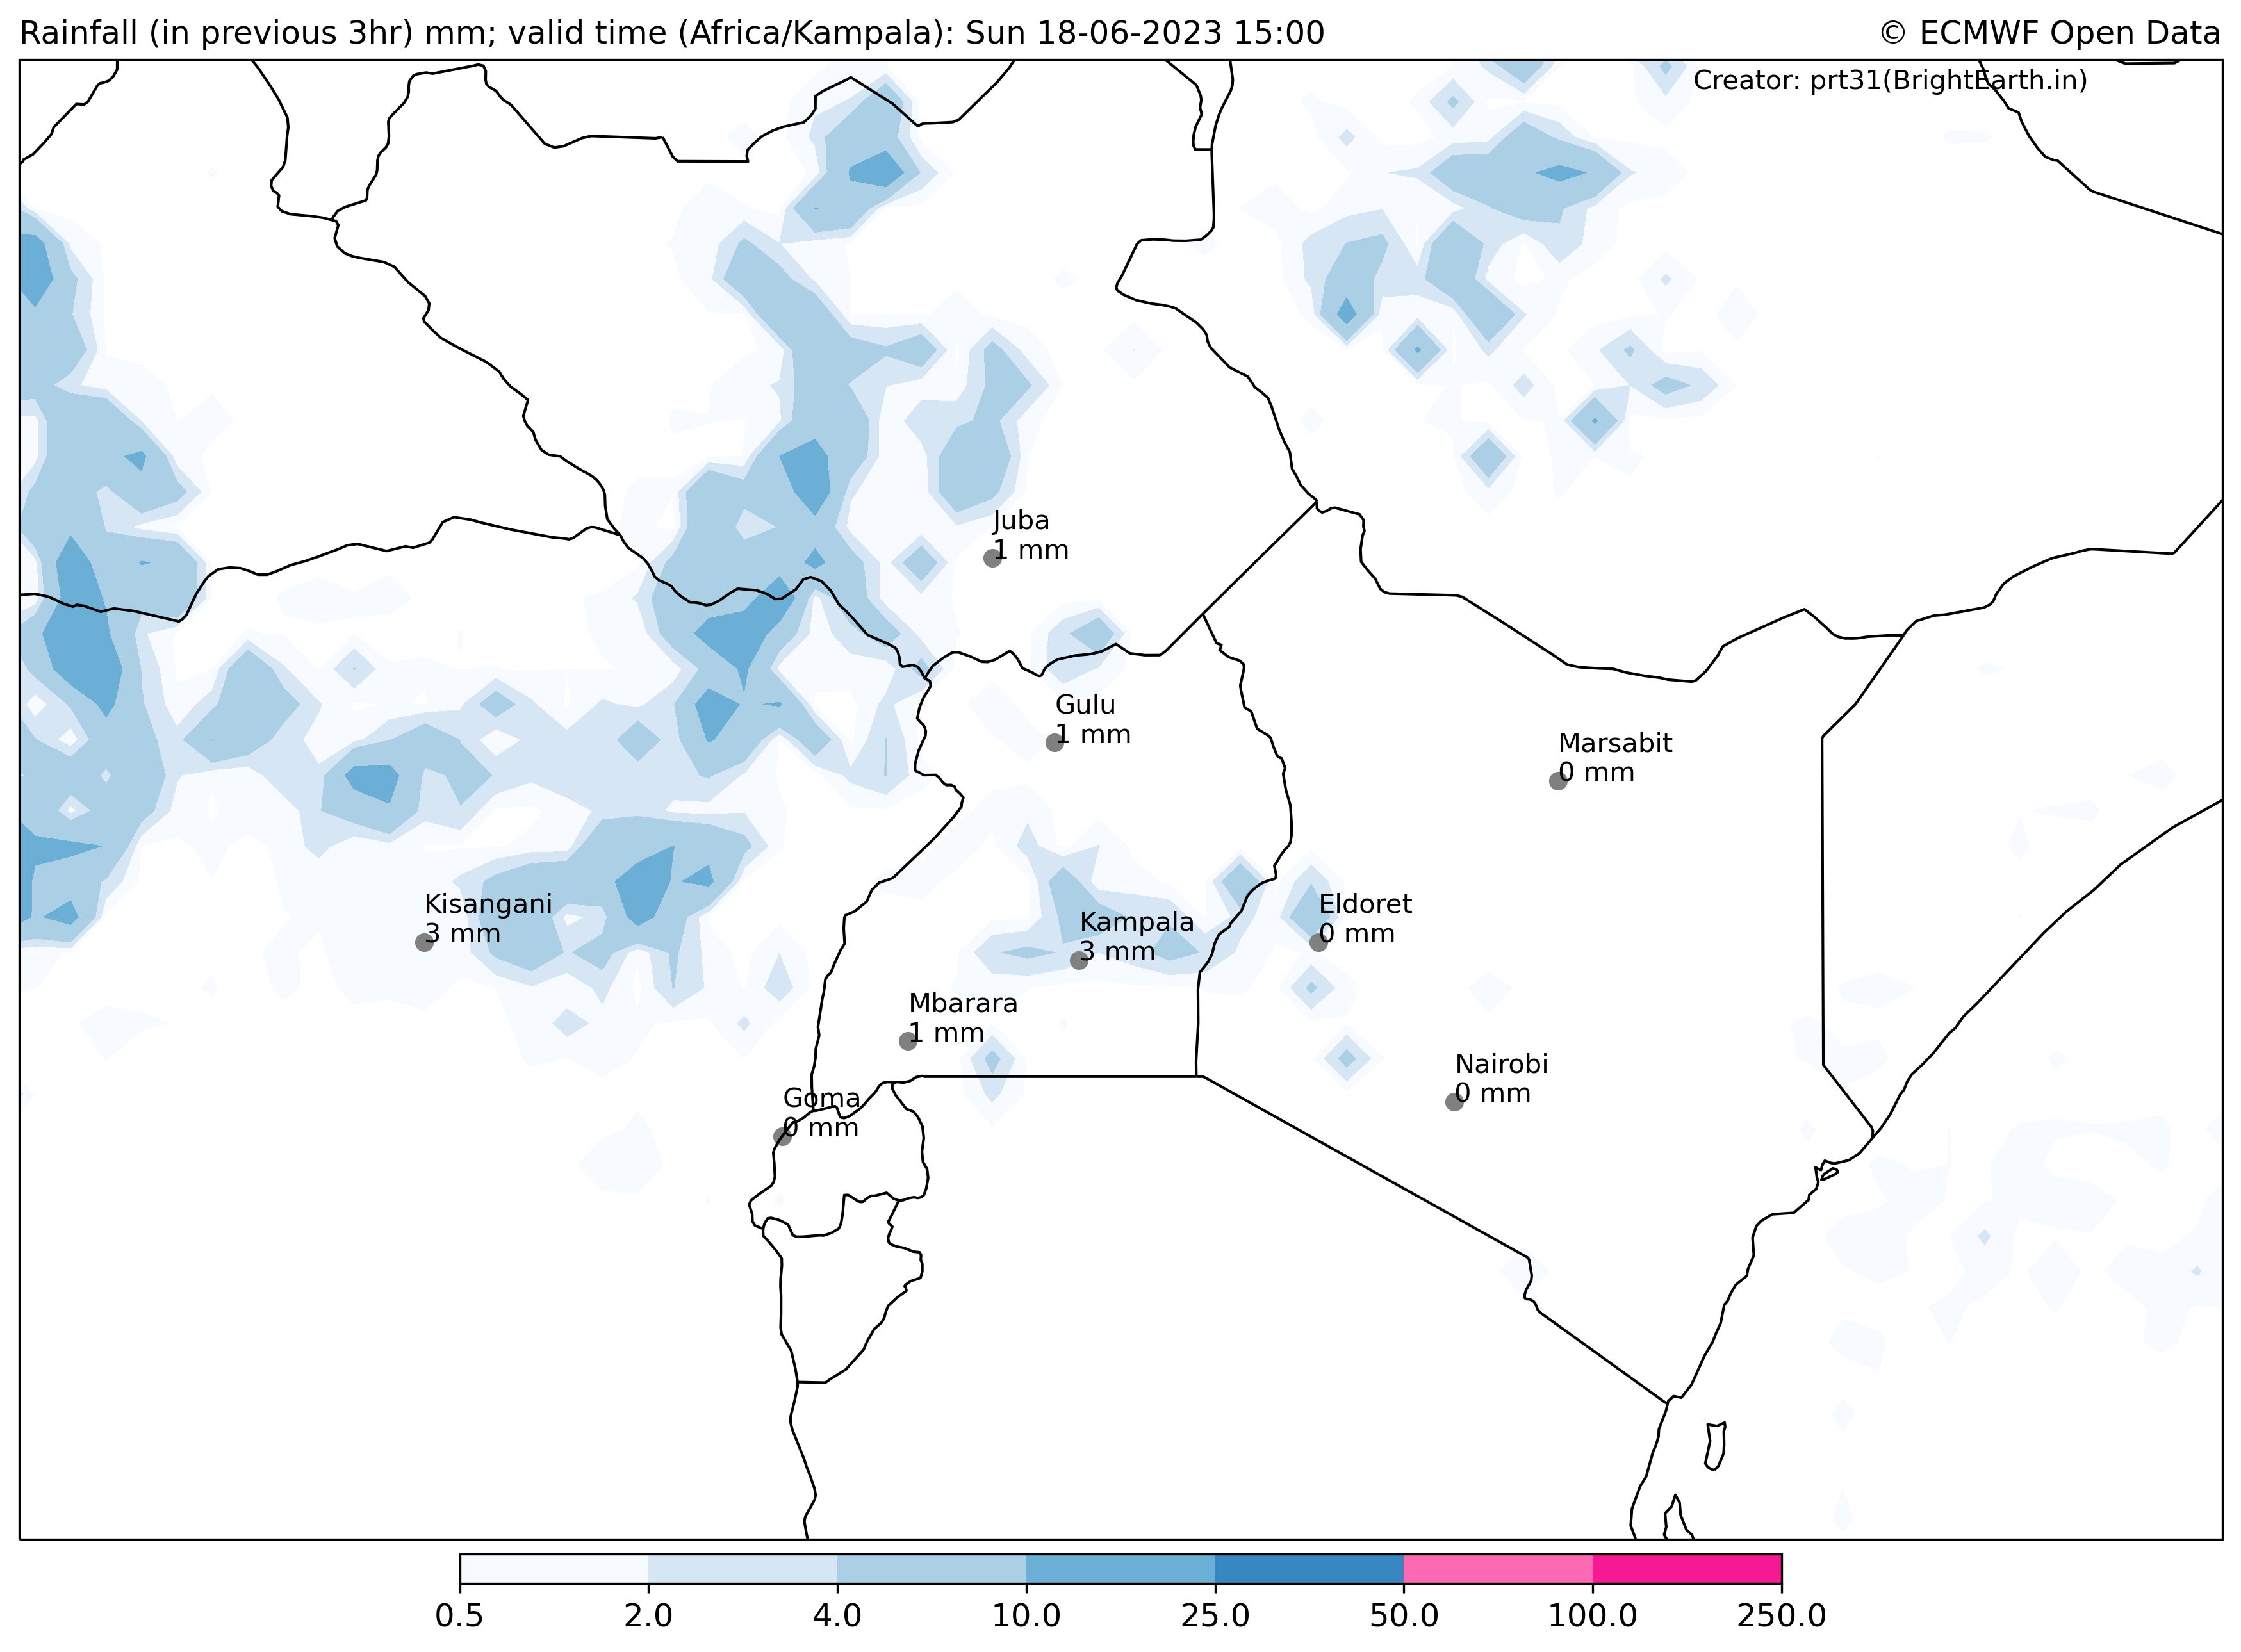 Rainfall (in previous 3hr) mm; valid time (Africa/Kampala): Sun 18-06-2023 15:00
© ECMWF Open Data
Creator: prt31(BrightEarth.in)
Juba
1 mm
Gulu
1 mm
Marsabit
0 mm
Kisangani
3 mm
Eldoret
0 mm
Kampala
3 mm
Mbarara
1 mm
Nairobi
0 mm
Goma
0 mm
0.5 2.0 4.0 10.0 25.0 50.0 100.0 250.0